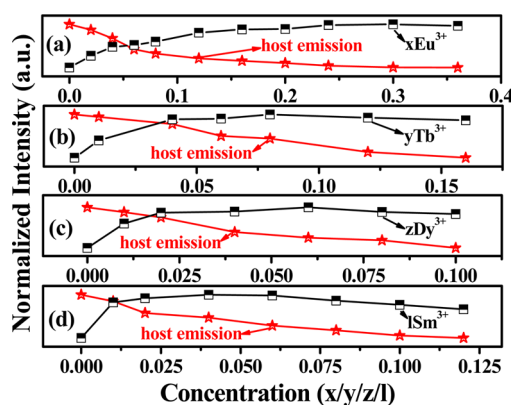 Normalized Intensity (a.u.)
(a)
host emission
xEu³⁺
0.0 0.1 0.2 0.3 0.4
(b)
host emission
yTb³⁺
0.00 0.05 0.10 0.15
(c)
host emission
zDy³⁺
0.000 0.025 0.050 0.075 0.100
(d)
host emission
lSm³⁺
0.000 0.025 0.050 0.075 0.100 0.125
Concentration (x/y/z/l)